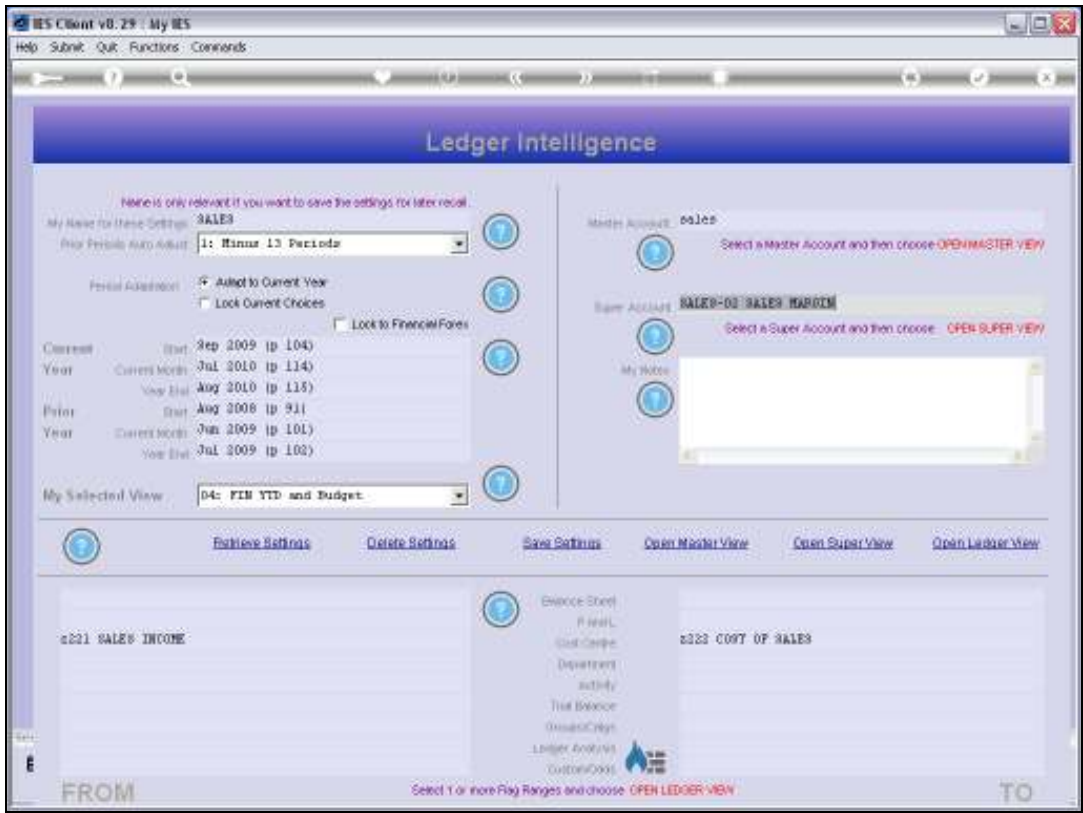 IES Client v8.29 : My IES
Help Submit Quit Functions Commands
Ledger Intelligence
Name is only relevant if you want to save the settings for later recall.
My Name for these Settings SALES
Prior Periods Auto Adjust 1: Minus 13 Periods
Period Adaptation Adapt to Current Year
Lock Current Choices
Lock to Financial Forex
Current Start Sep 2009 (p 104)
Year Current Month Jul 2010 (p 114)
Year End Aug 2010 (p 115)
Prior Start Aug 2008 (p 91)
Year Current Month Jun 2009 (p 101)
Year End Jul 2009 (p 102)
My Selected View 04: FIN YTD and Budget
Master Account sales
Select a Master Account and then choose OPEN MASTER VIEW
Super Account SALES-02 SALES MARGIN
Select a Super Account and then choose OPEN SUPER VIEW
My Notes
Retrieve Settings Delete Settings Save Settings Open Master View Open Super View Open Ledger View
Balance Sheet
P and L
c221 SALES INCOME Cost Centre c222 COST OF SALES
Department
Activity
Trial Balance
Ledger Analysis
FROM Select 1 or more Flag Ranges and choose OPEN LEDGER VIEW TO